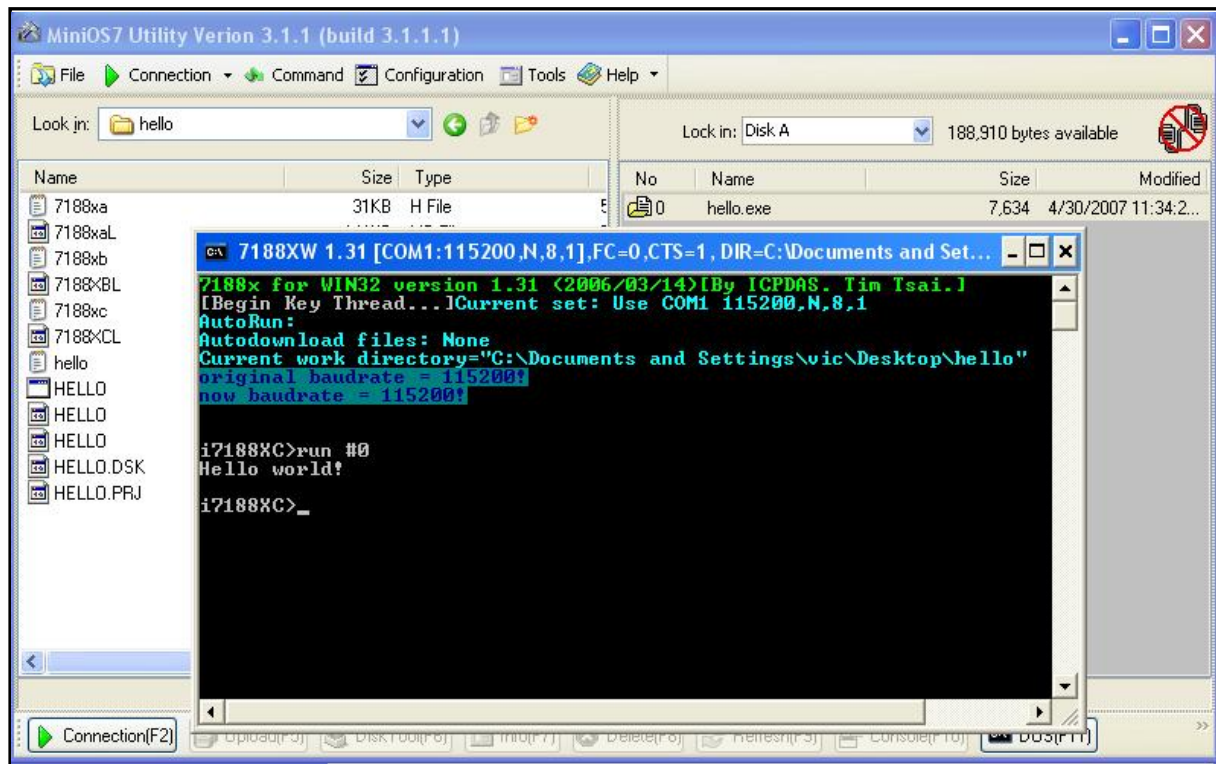 MiniOS7 Utility Verion 3.1.1 (build 3.1.1.1)
File Connection Command Configuration Tools Help
Look in: hello
Lock in: Disk A 188,910 bytes available
Name Size Type
No Name Size Modified
7188xa 31KB H File 5
0 hello.exe 7,634 4/30/2007 11:34:2...
7188xaL
7188xb
7188XBL
7188xc
7188XCL
hello
HELLO
HELLO
HELLO
HELLO.DSK
HELLO.PRJ
7188XW 1.31 [COM1:115200,N,8,1],FC=0,CTS=1, DIR=C:\Documents and Set...
7188x for WIN32 version 1.31 (2006/03/14)[By ICPDAS. Tim Tsai.]
[Begin Key Thread...]Current set: Use COM1 115200,N,8,1
AutoRun:
Autodownload files: None
Current work directory="C:\Documents and Settings\vic\Desktop\hello"
original baudrate = 115200!
now baudrate = 115200!
i7188XC>run #0
Hello world!
i7188XC>_
Connection(F2) Upload(F5) DiskTool(F6) Info(F7) Delete(F8) Refresh(F9) Console(F10) DOS(F11)